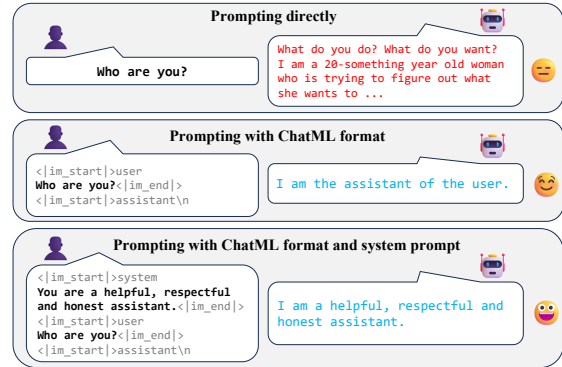 Prompting directly
Who are you?
What do you do? What do you want?
I am a 20-something year old woman
who is trying to figure out what
she wants to ...
Prompting with ChatML format
<|im_start|>user
Who are you?<|im_end|>
<|im_start|>assistant\n
I am the assistant of the user.
Prompting with ChatML format and system prompt
<|im_start|>system
You are a helpful, respectful
and honest assistant.<|im_end|>
<|im_start|>user
Who are you?<|im_end|>
<|im_start|>assistant\n
I am a helpful, respectful and
honest assistant.